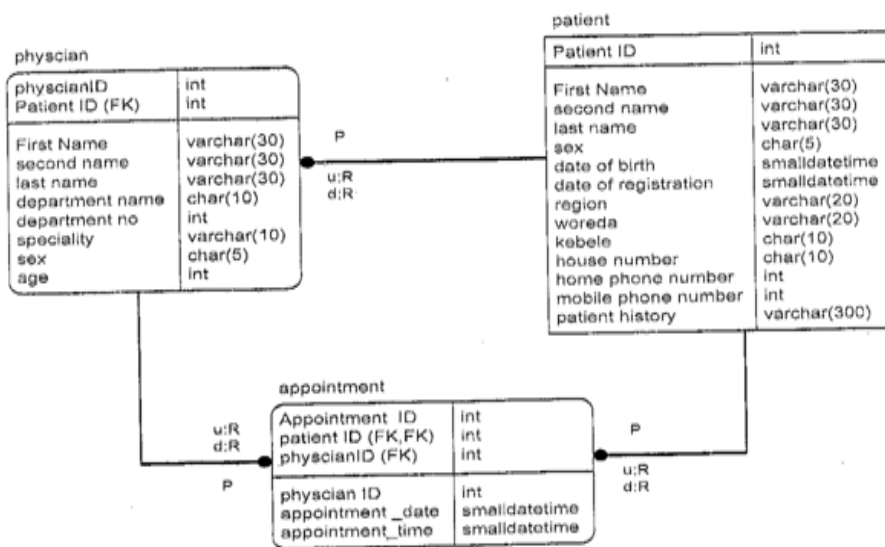 physcian
physcianID int
Patient ID (FK) int
First Name varchar(30)
second name varchar(30)
last name varchar(30)
department name char(10)
department no int
speciality varchar(10)
sex char(5)
age int
patient
Patient ID int
First Name varchar(30)
second name varchar(30)
last name varchar(30)
sex char(5)
date of birth smalldatetime
date of registration smalldatetime
region varchar(20)
woreda varchar(20)
kebele char(10)
house number char(10)
home phone number int
mobile phone number int
patient history varchar(300)
P
u:R
d:R
appointment
Appointment_ID int
patient ID (FK,FK) int
physcianID (FK) int
physcian ID int
appointment_date smalldatetime
appointment_time smalldatetime
u:R
d:R
P
P
u:R
d:R